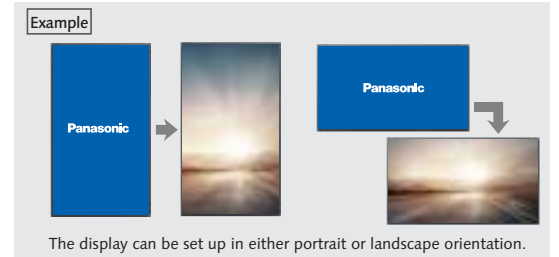 Example
Panasonic
Panasonic
The display can be set up in either portrait or landscape orientation.